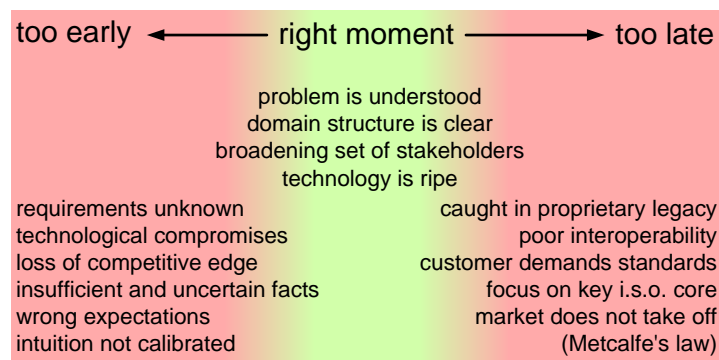 too early right moment too late
problem is understood
domain structure is clear
broadening set of stakeholders
technology is ripe
requirements unknown
technological compromises
loss of competitive edge
insufficient and uncertain facts
wrong expectations
intuition not calibrated
caught in proprietary legacy
poor interoperability
customer demands standards
focus on key i.s.o. core
market does not take off
(Metcalfe's law)